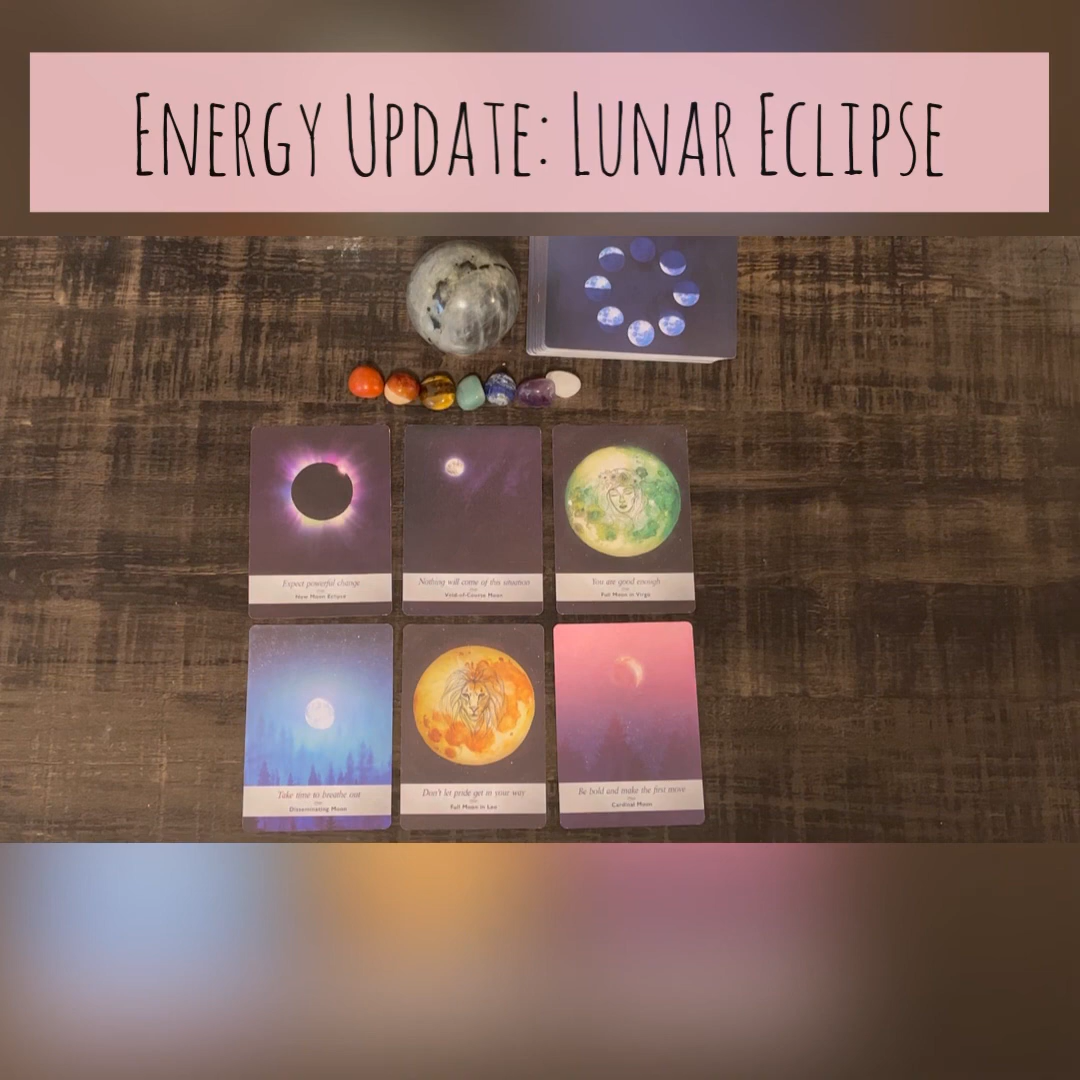 Energy Update: Lunar Eclipse
Expect powerful change
New Moon Eclipse
Nothing will come of this situation
Void-of-Course Moon
You are good enough
Full Moon in Virgo
Take time to breathe out
Disseminating Moon
Don't let pride get in your way
Full Moon in Leo
Be bold and make the first move
Cardinal Moon